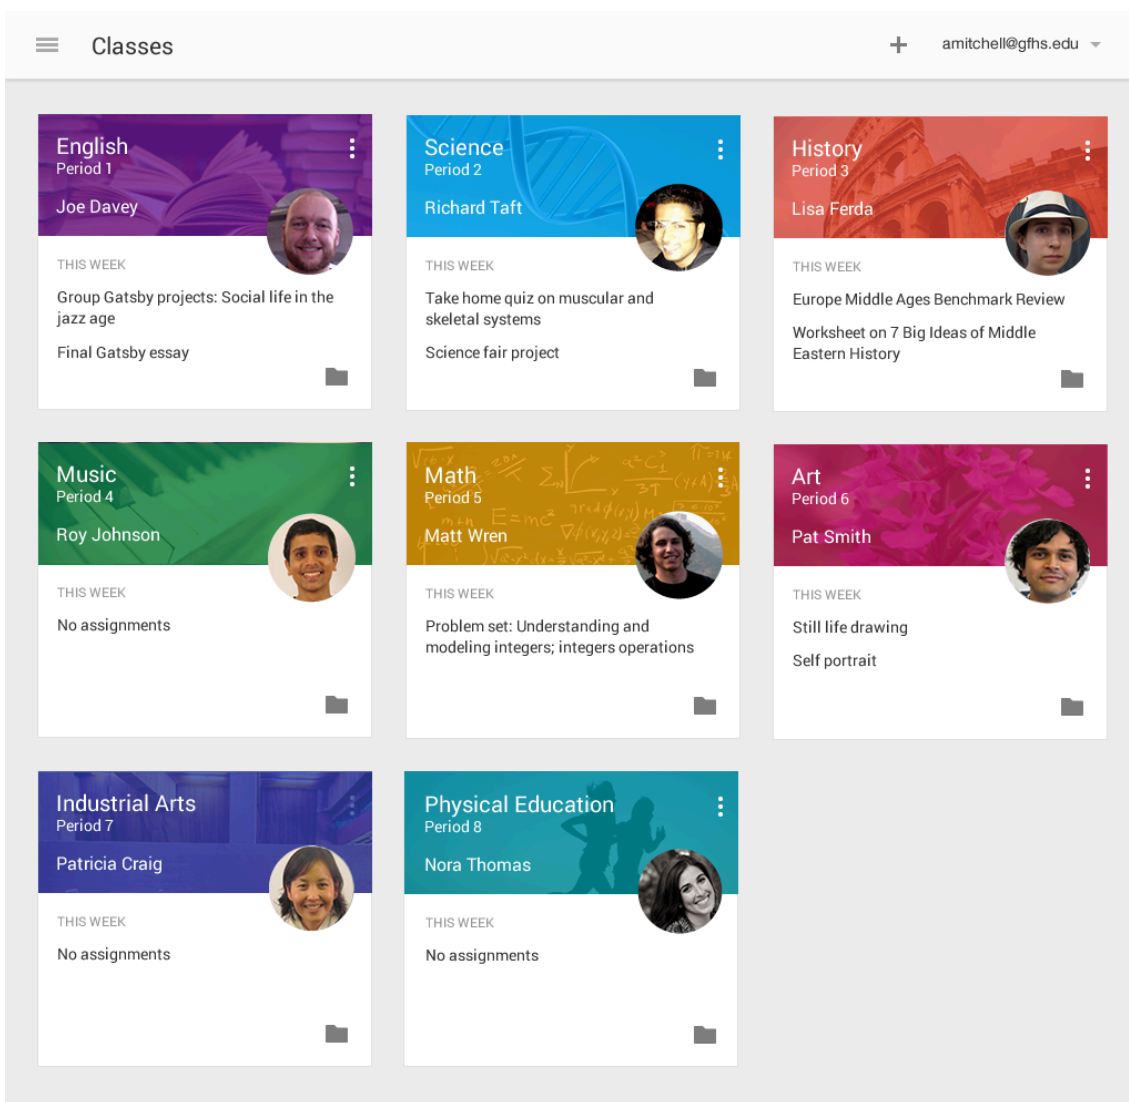 Classes
amitchell@gfhs.edu
English
Period 1
Joe Davey
THIS WEEK
Group Gatsby projects: Social life in the
jazz age
Final Gatsby essay
Science
Period 2
Richard Taft
THIS WEEK
Take home quiz on muscular and
skeletal systems
Science fair project
History
Period 3
Lisa Ferda
THIS WEEK
Europe Middle Ages Benchmark Review
Worksheet on 7 Big Ideas of Middle
Eastern History
Music
Period 4
Roy Johnson
THIS WEEK
No assignments
Math
Period 5
Matt Wren
E=mc²
THIS WEEK
Problem set: Understanding and
modeling integers; integers operations
Art
Period 6
Pat Smith
THIS WEEK
Still life drawing
Self portrait
Industrial Arts
Period 7
Patricia Craig
THIS WEEK
No assignments
Physical Education
Period 8
Nora Thomas
THIS WEEK
No assignments